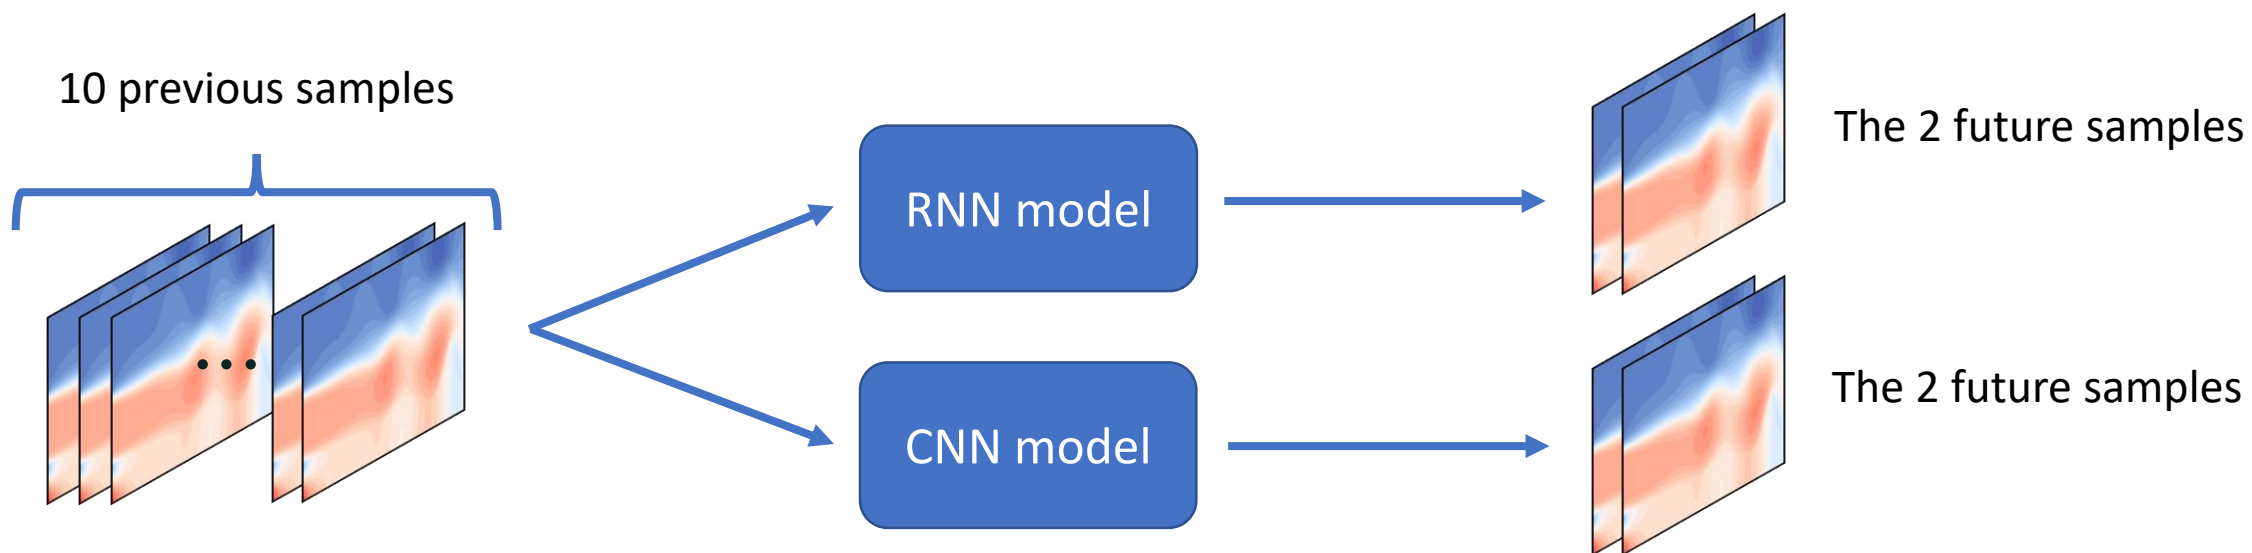 10 previous samples
RNN model
The 2 future samples
CNN model
The 2 future samples